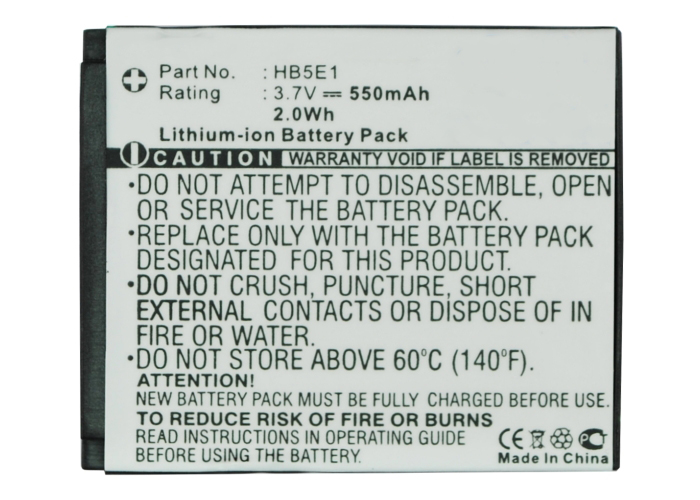 Part No. : HB5E1
Rating : 3.7V 550mAh
2.0Wh
Lithium-ion Battery Pack
CAUTION WARRANTY VOID IF LABEL IS REMOVED
•DO NOT ATTEMPT TO DISASSEMBLE, OPEN
OR SERVICE THE BATTERY PACK.
•REPLACE ONLY WITH THE BATTERY PACK
DESIGNATED FOR THIS PRODUCT.
•DO NOT CRUSH, PUNCTURE, SHORT
EXTERNAL CONTACTS OR DISPOSE OF IN
FIRE OR WATER.
•DO NOT STORE ABOVE 60°C (140°F).
ATTENTION!
NEW BATTERY PACK MUST BE FULLY CHARGED BEFORE USE.
TO REDUCE RISK OF FIRE OR BURNS
READ INSTRUCTIONS IN OPERATING GUIDE
BEFORE USING THE BATTERY.
CE
Made In China